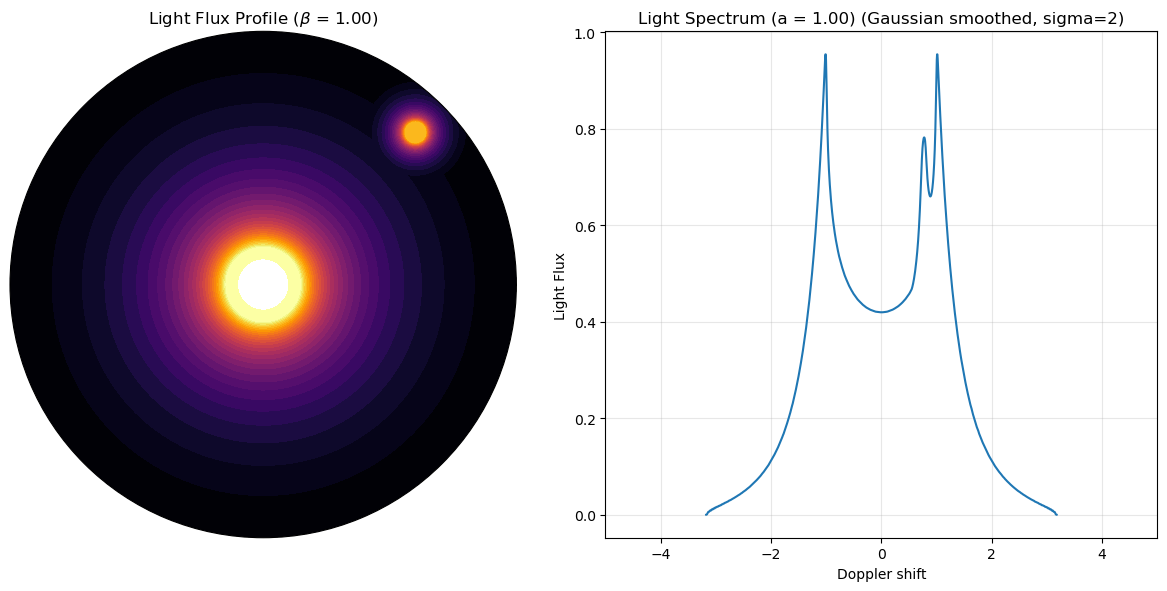 Light Flux Profile (β = 1.00)
Light Spectrum (a = 1.00) (Gaussian smoothed, sigma=2)
1.0
0.8
0.6
0.4
0.2
0.0
Light Flux
−4
−2
0
2
4
Doppler shift